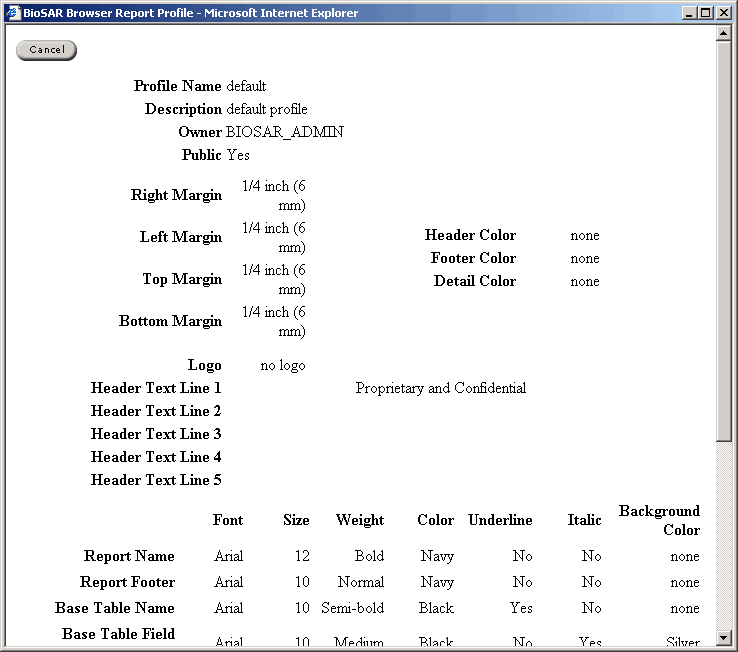 BioSAR Browser Report Profile - Microsoft Internet Explorer
Cancel
Profile Name default
Description default profile
Owner BIOSAR_ADMIN
Public Yes
Right Margin 1/4 inch (6 mm)
Left Margin 1/4 inch (6 mm)
Top Margin 1/4 inch (6 mm)
Bottom Margin 1/4 inch (6 mm)
Header Color none
Footer Color none
Detail Color none
Logo no logo
Header Text Line 1 Proprietary and Confidential
Header Text Line 2
Header Text Line 3
Header Text Line 4
Header Text Line 5
Font Size Weight Color Underline Italic Background Color
Report Name Arial 12 Bold Navy No No none
Report Footer Arial 10 Normal Navy No No none
Base Table Name Arial 10 Semi-bold Black Yes No none
Base Table Field Arial 10 Medium Black No Yes Silver